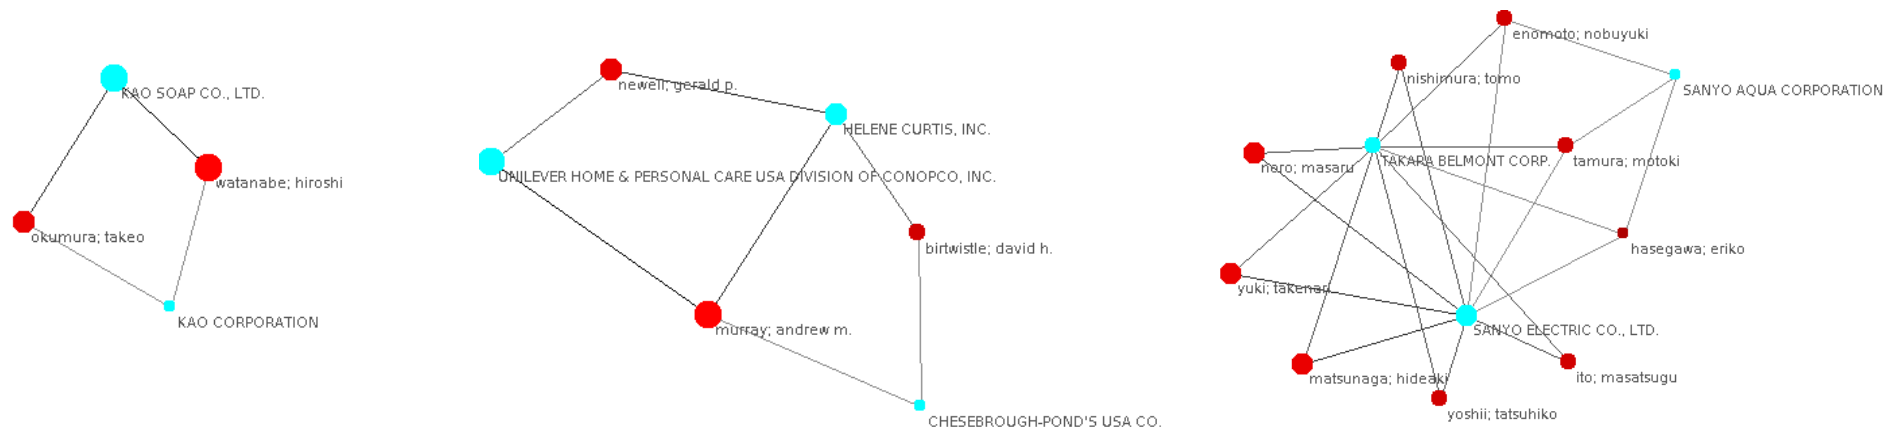 KAO SOAP CO., LTD.
watanabe; hiroshi
okumura; takeo
KAO CORPORATION
newell; gerald p.
HELENE CURTIS, INC.
UNILEVER HOME & PERSONAL CARE USA DIVISION OF CONOPCO, INC.
birtwistle; david h.
murray; andrew m.
CHESEBROUGH-POND'S USA CO.
enomoto; nobuyuki
nishimura; tomo
SANYO AQUA CORPORATION
TAKARA BELMONT CORP.
tamura; motoki
noro; masaru
hasegawa; eriko
yuki; takenari
SANYO ELECTRIC CO., LTD.
matsunaga; hideaki
ito; masatsugu
yoshii; tatsuhiko